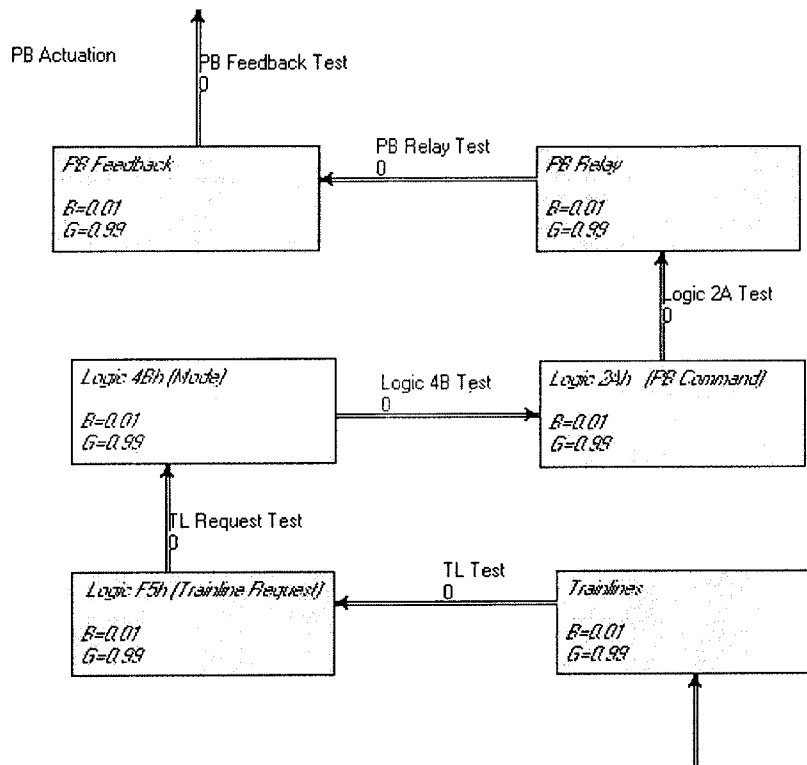 PB Actuation
PB Feedback Test
0
PB Feedback
B=0.01
G=0.99
PB Relay Test
0
PB Relay
B=0.01
G=0.99
Logic 2A Test
0
Logic 4Bh (Mode)
B=0.01
G=0.99
Logic 4B Test
0
Logic 2Ah (PB Command)
B=0.01
G=0.99
TL Request Test
0
Logic F5h (Trainline Request)
B=0.01
G=0.99
TL Test
0
Trainlines
B=0.01
G=0.99